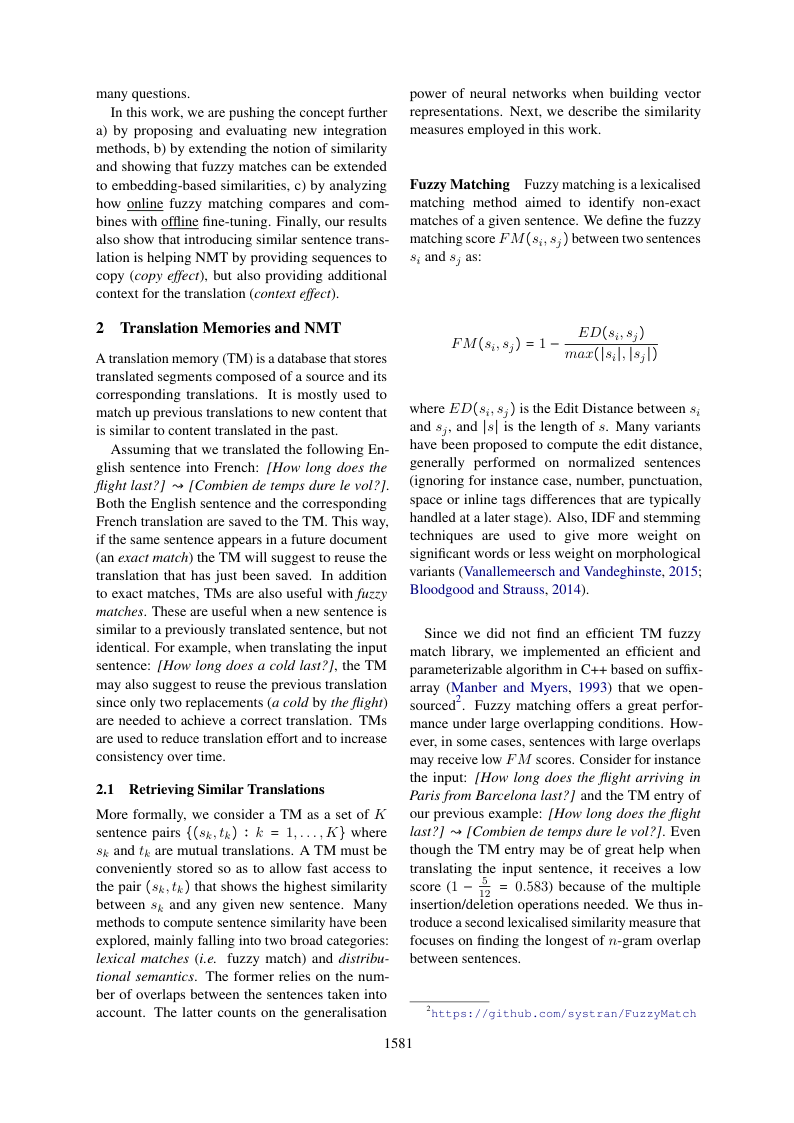 many questions.
In this work, we are pushing the concept further
a) by proposing and evaluating new integration
methods, b) by extending the notion of similarity
and showing that fuzzy matches can be extended
to embedding-based similarities, c) by analyzing
how online fuzzy matching compares and com-
bines with offline fine-tuning. Finally, our results
also show that introducing similar sentence trans-
lation is helping NMT by providing sequences to
copy (copy effect), but also providing additional
context for the translation (context effect).
2 Translation Memories and NMT
A translation memory (TM) is a database that stores
translated segments composed of a source and its
corresponding translations. It is mostly used to
match up previous translations to new content that
is similar to content translated in the past.
Assuming that we translated the following En-
glish sentence into French: [How long does the
flight last?] ⇝ [Combien de temps dure le vol?].
Both the English sentence and the corresponding
French translation are saved to the TM. This way,
if the same sentence appears in a future document
(an exact match) the TM will suggest to reuse the
translation that has just been saved. In addition
to exact matches, TMs are also useful with fuzzy
matches. These are useful when a new sentence is
similar to a previously translated sentence, but not
identical. For example, when translating the input
sentence: [How long does a cold last?], the TM
may also suggest to reuse the previous translation
since only two replacements (a cold by the flight)
are needed to achieve a correct translation. TMs
are used to reduce translation effort and to increase
consistency over time.
2.1 Retrieving Similar Translations
More formally, we consider a TM as a set of K
sentence pairs {(s_k, t_k) : k = 1, . . . , K} where
s_k and t_k are mutual translations. A TM must be
conveniently stored so as to allow fast access to
the pair (s_k, t_k) that shows the highest similarity
between s_k and any given new sentence. Many
methods to compute sentence similarity have been
explored, mainly falling into two broad categories:
lexical matches (i.e. fuzzy match) and distribu-
tional semantics. The former relies on the num-
ber of overlaps between the sentences taken into
account. The latter counts on the generalisation
power of neural networks when building vector
representations. Next, we describe the similarity
measures employed in this work.
Fuzzy Matching Fuzzy matching is a lexicalised
matching method aimed to identify non-exact
matches of a given sentence. We define the fuzzy
matching score FM(s_i, s_j) between two sentences
s_i and s_j as:
FM(s_i, s_j) = 1 − ED(s_i, s_j) / max(|s_i|, |s_j|)
where ED(s_i, s_j) is the Edit Distance between s_i
and s_j, and |s| is the length of s. Many variants
have been proposed to compute the edit distance,
generally performed on normalized sentences
(ignoring for instance case, number, punctuation,
space or inline tags differences that are typically
handled at a later stage). Also, IDF and stemming
techniques are used to give more weight on
significant words or less weight on morphological
variants (Vanallemeersch and Vandeghinste, 2015;
Bloodgood and Strauss, 2014).
Since we did not find an efficient TM fuzzy
match library, we implemented an efficient and
parameterizable algorithm in C++ based on suffix-
array (Manber and Myers, 1993) that we open-
sourced². Fuzzy matching offers a great perfor-
mance under large overlapping conditions. How-
ever, in some cases, sentences with large overlaps
may receive low FM scores. Consider for instance
the input: [How long does the flight arriving in
Paris from Barcelona last?] and the TM entry of
our previous example: [How long does the flight
last?] ⇝ [Combien de temps dure le vol?]. Even
though the TM entry may be of great help when
translating the input sentence, it receives a low
score (1 − 5/12 = 0.583) because of the multiple
insertion/deletion operations needed. We thus in-
troduce a second lexicalised similarity measure that
focuses on finding the longest of n-gram overlap
between sentences.
²https://github.com/systran/FuzzyMatch
1581